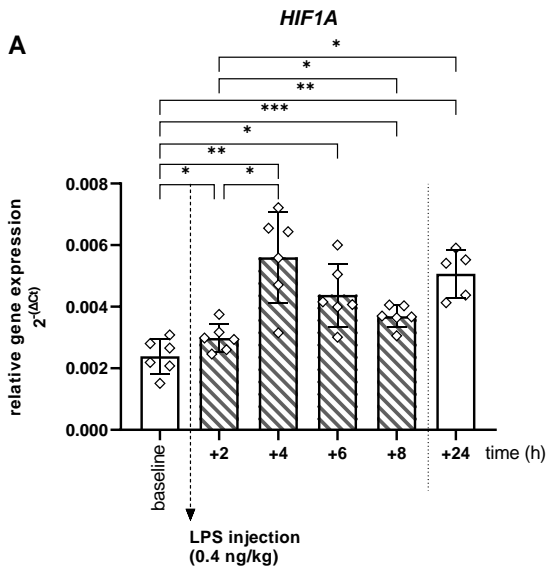 HIF1A
A
*
*
**
***
*
**
* *
0.008
0.006
0.004
0.002
0.000
relative gene expression
2^-(ΔCt)
baseline
+2 +4 +6 +8 +24 time (h)
LPS injection
(0.4 ng/kg)